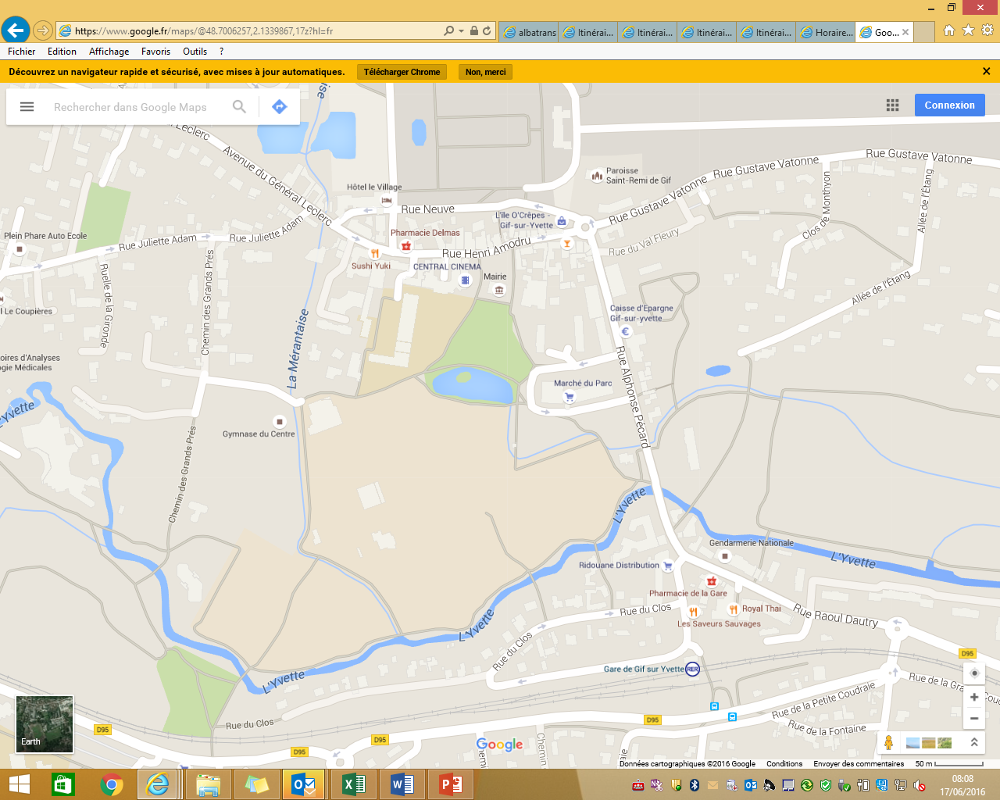 https://www.google.fr/maps/@48.7006257,2.1339867,17z?hl=fr
albatrans
Itinérai...
Itinérai...
Itinérai...
Itinérai...
Horaire...
Goo...
Fichier Edition Affichage Favoris Outils ?
Découvrez un navigateur rapide et sécurisé, avec mises à jour automatiques. Télécharger Chrome Non, merci
Rechercher dans Google Maps
Connexion
Leclerc
Avenue du Général Leclerc
Rue Gustave Vatonne
Rue Gustave Vatonne
Rue Gustave Vatonne
Paroisse
Saint-Remi de Gif
Hôtel le Village
Rue Neuve
L'île O'Crêpes -
Gif-sur-Yvette
Clos de Monthyon
Allée de l'Étang
Plein Phare Auto Ecole
Rue Juliette Adam
Rue Juliette Adam
Pharmacie Delmas
Rue Henri Amodru
Rue du Val Fleury
Sushi Yuki
CENTRAL CINEMA
Mairie
Allée de l'Étang
Ruelle de la Gironde
Chemin des Grands Prés
l Le Coupières
La Mérantaise
Caisse d'Epargne
Gif-sur-yvette
oires d'Analyses
ogie Médicales
Rue Alphonse Pécard
Marché du Parc
L'Yvette
Gymnase du Centre
Chemin des Grands Prés
L'Yvette
Gendarmerie Nationale
L'Yvette
Ridouane Distribution
Pharmacie de la Gare
Royal Thai
Rue du Clos
Les Saveurs Sauvages
Rue Raoul Dautry
L'Yvette
Rue du Clos
D95
Gare de Gif sur Yvette RER
L'Yvette
Rue de la Gra
Coud
Rue de la Petite Coudraie
Rue du Clos
D95
Rue de la Fontaine
Earth
D95
D95
D95
Google
Données cartographiques ©2016 Google Conditions Envoyer des commentaires 50 m
08:08
17/06/2016